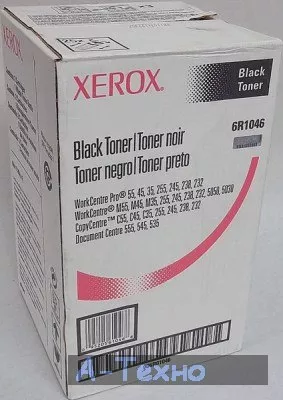 XEROX
Black
Toner
6R1046
Black Toner/Toner noir
Toner negro/Toner preto
WorkCentre Pro® 55, 45, 35, 255, 245, 238, 232
WorkCentre® M55, M45, M35, 255, 245, 238, 232, 5050, 5030
CopyCentre™ C55, C45, C35, 255, 245, 238, 232
Document Centre 555, 545, 535
А-Техно